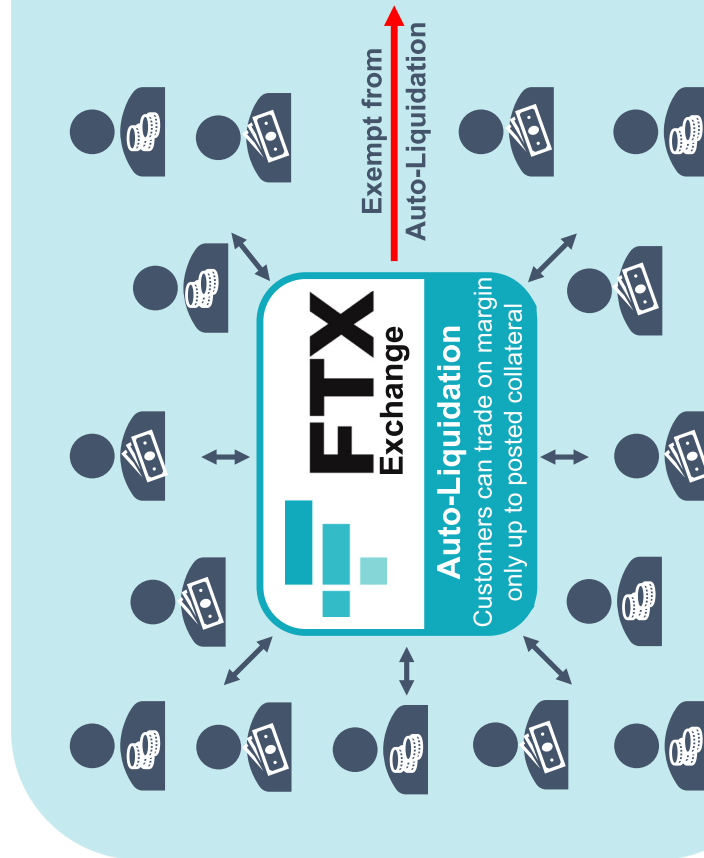 FTX
Exchange
Auto-Liquidation
Customers can trade on margin
only up to posted collateral
Exempt from
Auto-Liquidation